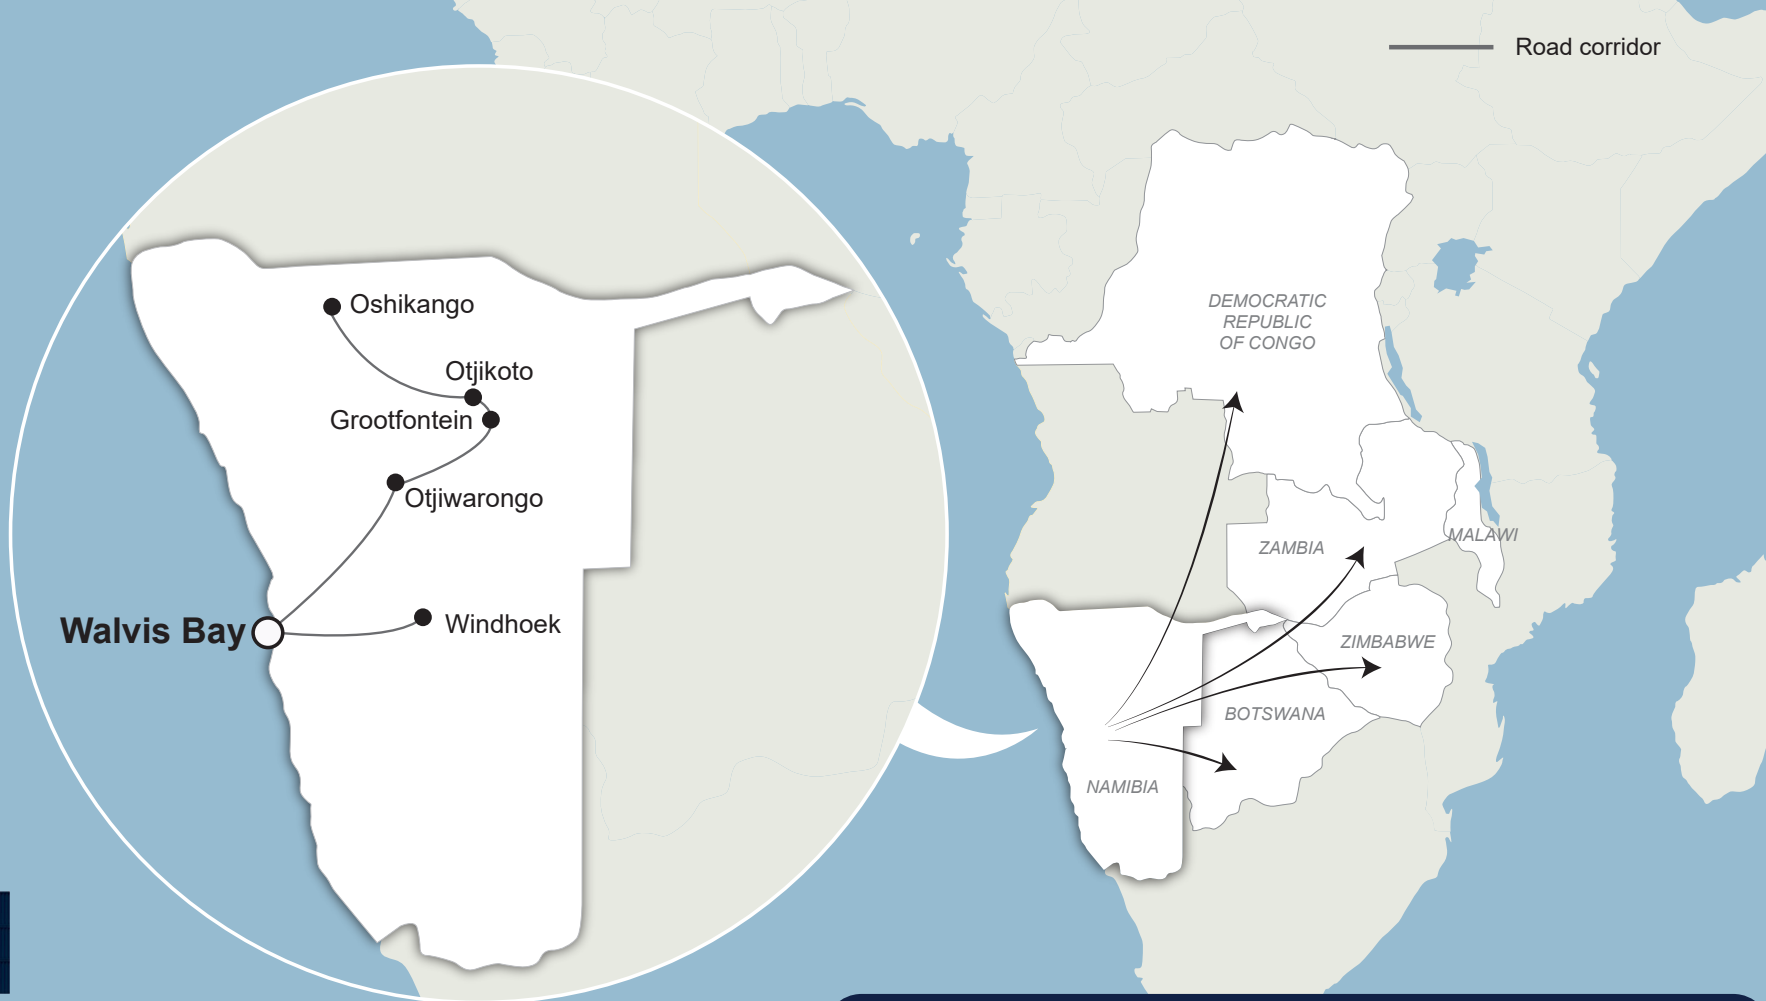 Road corridor
Oshikango
Otjikoto
Grootfontein
Otjiwarongo
Walvis Bay
Windhoek
DEMOCRATIC
REPUBLIC
OF CONGO
ZAMBIA
MALAWI
ZIMBABWE
BOTSWANA
NAMIBIA